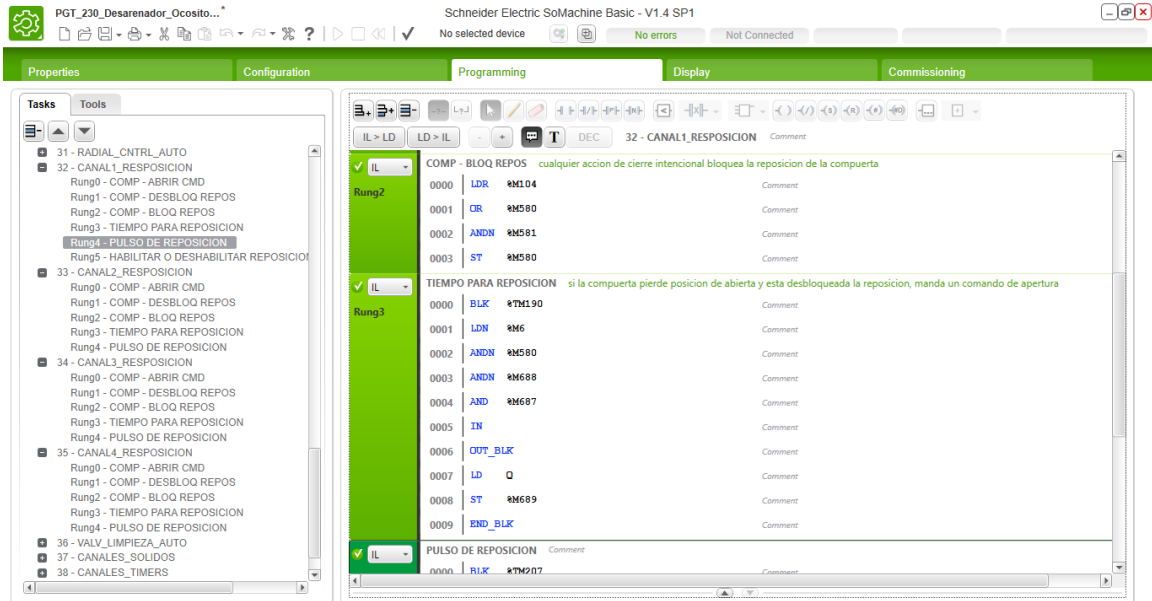 PGT_230_Desarenador_Ocosito...*
Schneider Electric SoMachine Basic - V1.4 SP1
No selected device
No errors
Not Connected
Properties
Configuration
Programming
Display
Commissioning
Tasks
Tools
31 - RADIAL_CNTRL_AUTO
32 - CANAL1_RESPOSICION
Rung0 - COMP - ABRIR CMD
Rung1 - COMP - DESBLOQ REPOS
Rung2 - COMP - BLOQ REPOS
Rung3 - TIEMPO PARA REPOSICION
Rung4 - PULSO DE REPOSICION
Rung5 - HABILITAR O DESHABILITAR REPOSICION
33 - CANAL2_RESPOSICION
Rung0 - COMP - ABRIR CMD
Rung1 - COMP - DESBLOQ REPOS
Rung2 - COMP - BLOQ REPOS
Rung3 - TIEMPO PARA REPOSICION
Rung4 - PULSO DE REPOSICION
34 - CANAL3_RESPOSICION
Rung0 - COMP - ABRIR CMD
Rung1 - COMP - DESBLOQ REPOS
Rung2 - COMP - BLOQ REPOS
Rung3 - TIEMPO PARA REPOSICION
Rung4 - PULSO DE REPOSICION
35 - CANAL4_RESPOSICION
Rung0 - COMP - ABRIR CMD
Rung1 - COMP - DESBLOQ REPOS
Rung2 - COMP - BLOQ REPOS
Rung3 - TIEMPO PARA REPOSICION
Rung4 - PULSO DE REPOSICION
36 - VALV_LIMPIEZA_AUTO
37 - CANALES_SOLIDOS
38 - CANALES_TIMERS
IL > LD
LD > IL
T
DEC
32 - CANAL1_RESPOSICION Comment
IL
Rung2
COMP - BLOQ REPOS cualquier accion de cierre intencional bloquea la reposicion de la compuerta
0000 LDR %M104 Comment
0001 OR %M580 Comment
0002 ANDN %M581 Comment
0003 ST %M580 Comment
IL
Rung3
TIEMPO PARA REPOSICION si la compuerta pierde posicion de abierta y esta desbloqueada la reposicion, manda un comando de apertura
0000 BLK %TM190 Comment
0001 LDN %M6 Comment
0002 ANDN %M580 Comment
0003 ANDN %M688 Comment
0004 AND %M687 Comment
0005 IN Comment
0006 OUT_BLK Comment
0007 LD Q Comment
0008 ST %M689 Comment
0009 END_BLK Comment
IL
PULSO DE REPOSICION Comment
0000 BLK %TM207 Comment